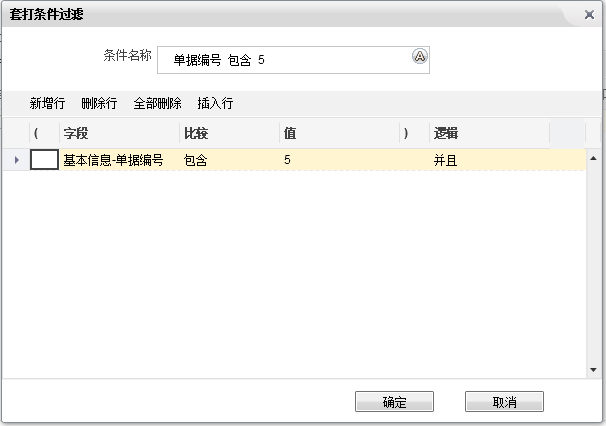 套打条件过滤
条件名称 单据编号 包含 5
新增行 删除行 全部删除 插入行
( 字段 比较 值 ) 逻辑
基本信息-单据编号 包含 5 并且
确定 取消